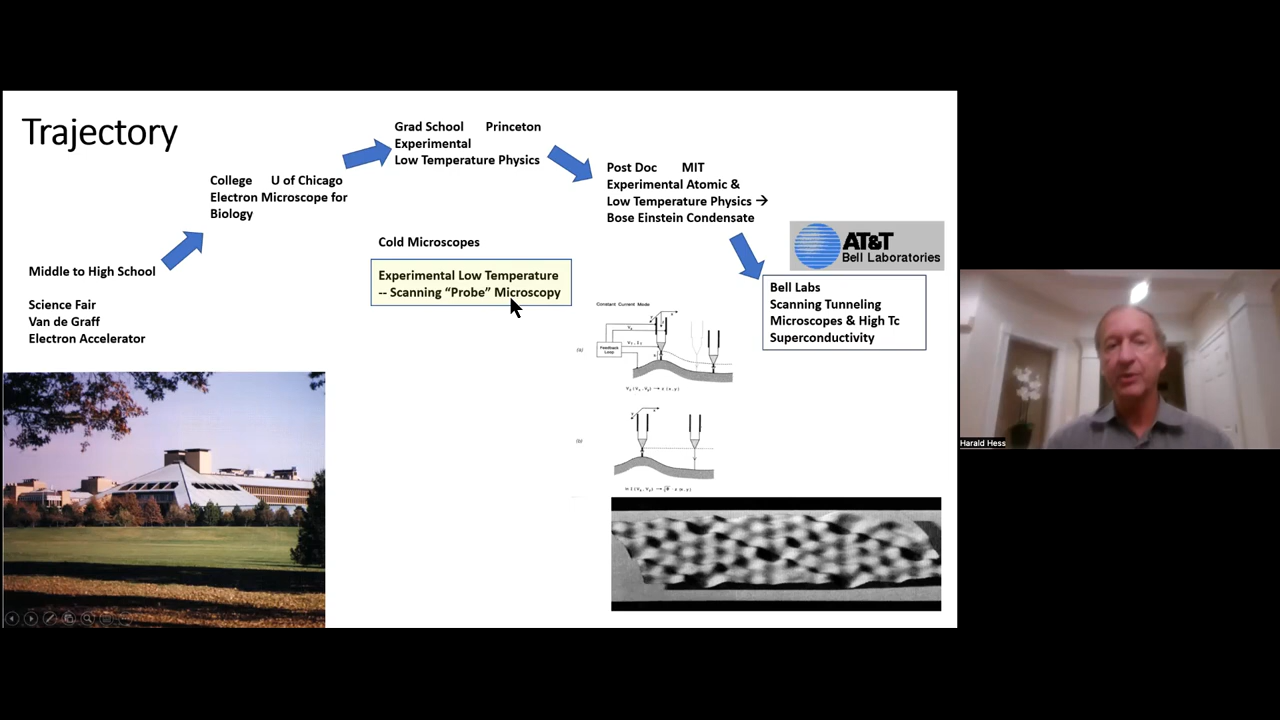 Trajectory
Middle to High School
Science Fair
Van de Graff
Electron Accelerator
College U of Chicago
Electron Microscope for
Biology
Grad School Princeton
Experimental
Low Temperature Physics
Post Doc MIT
Experimental Atomic &
Low Temperature Physics →
Bose Einstein Condensate
AT&T
Bell Laboratories
Bell Labs
Scanning Tunneling
Microscopes & High Tc
Superconductivity
Cold Microscopes
Experimental Low Temperature
-- Scanning “Probe” Microscopy
Constant Current Mode
Feedback
Loop
Harald Hess